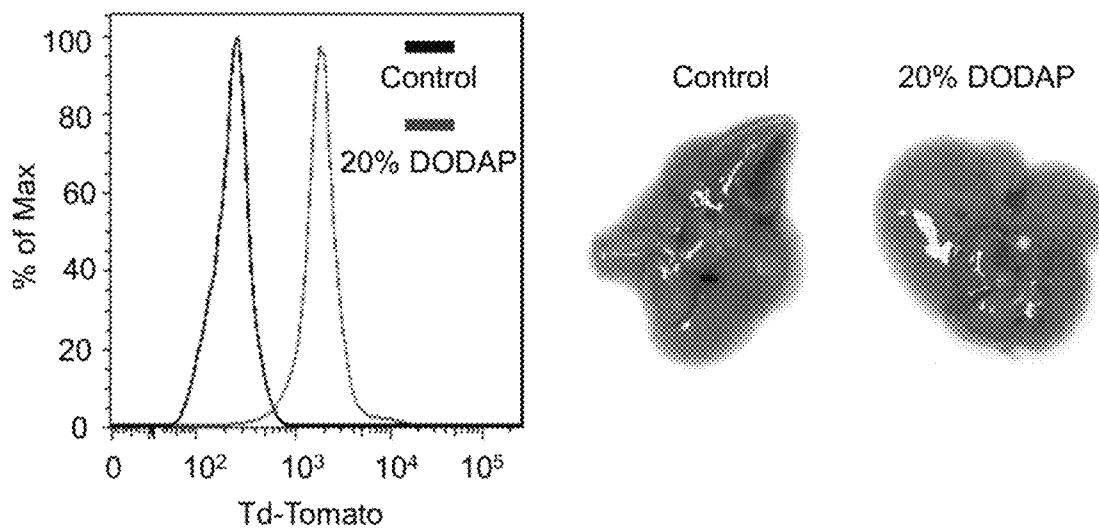 100
80
60
40
20
0
% of Max
Control
20% DODAP
0
10²
10³
10⁴
10⁵
Td-Tomato
Control
20% DODAP